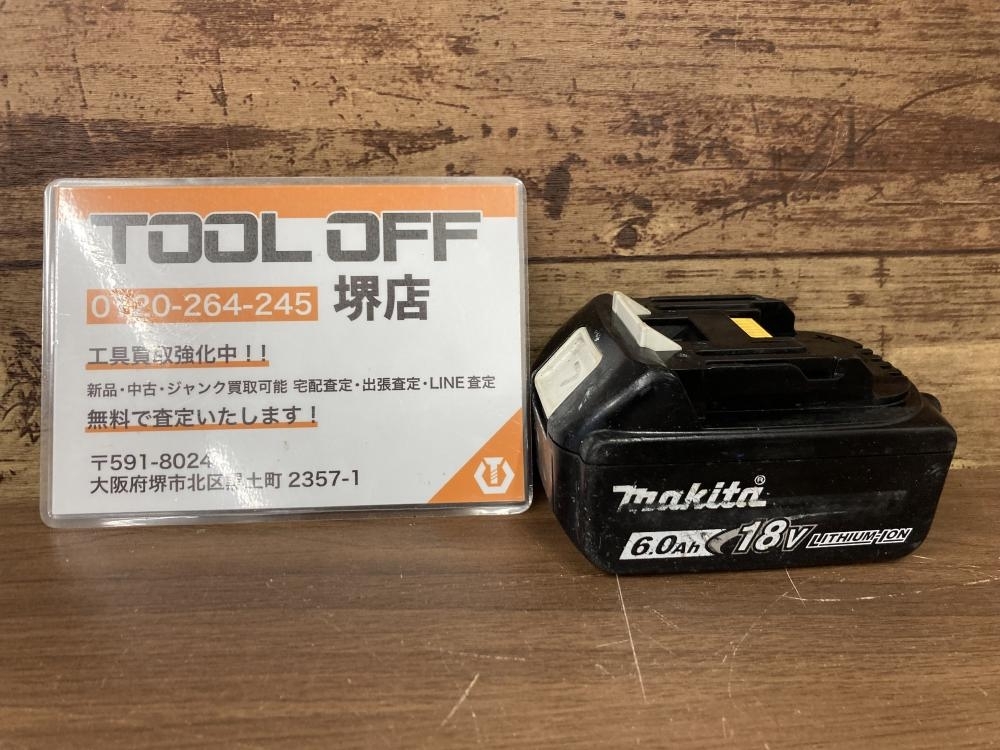 TOOL OFF
0120-264-245 堺店
工具買取強化中！！
新品・中古・ジャンク買取可能 宅配査定・出張査定・LINE査定
無料で査定いたします！
〒591-8024
大阪府堺市北区黒土町 2357-1
makita®
6.0Ah 18V LITHIUM-ION